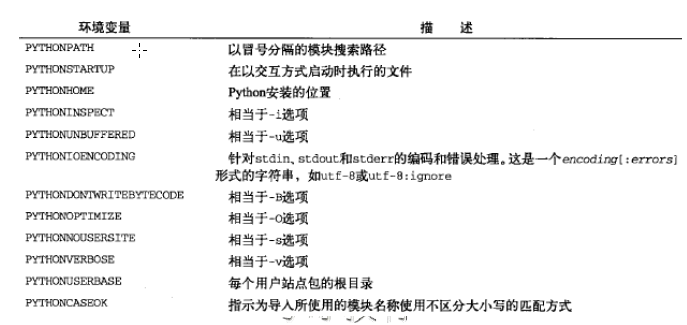 环境变量 描 述
PYTHONPATH 以冒号分隔的模块搜索路径
PYTHONSTARTUP 在以交互方式启动时执行的文件
PYTHONHOME Python安装的位置
PYTHONINSPECT 相当于-i选项
PYTHONUNBUFFERED 相当于-u选项
PYTHONIOENCODING 针对stdin、stdout和stderr的编码和错误处理。这是一个encoding[:errors]
形式的字符串，如utf-8或utf-8:ignore
PYTHONDONTWRITEBYTECODE 相当于-B选项
PYTHONOPTIMIZE 相当于-O选项
PYTHONNOUSERSITE 相当于-s选项
PYTHONVERBOSE 相当于-v选项
PYTHONUSERBASE 每个用户站点包的根目录
PYTHONCASEOK 指示为导入所使用的模块名称使用不区分大小写的匹配方式